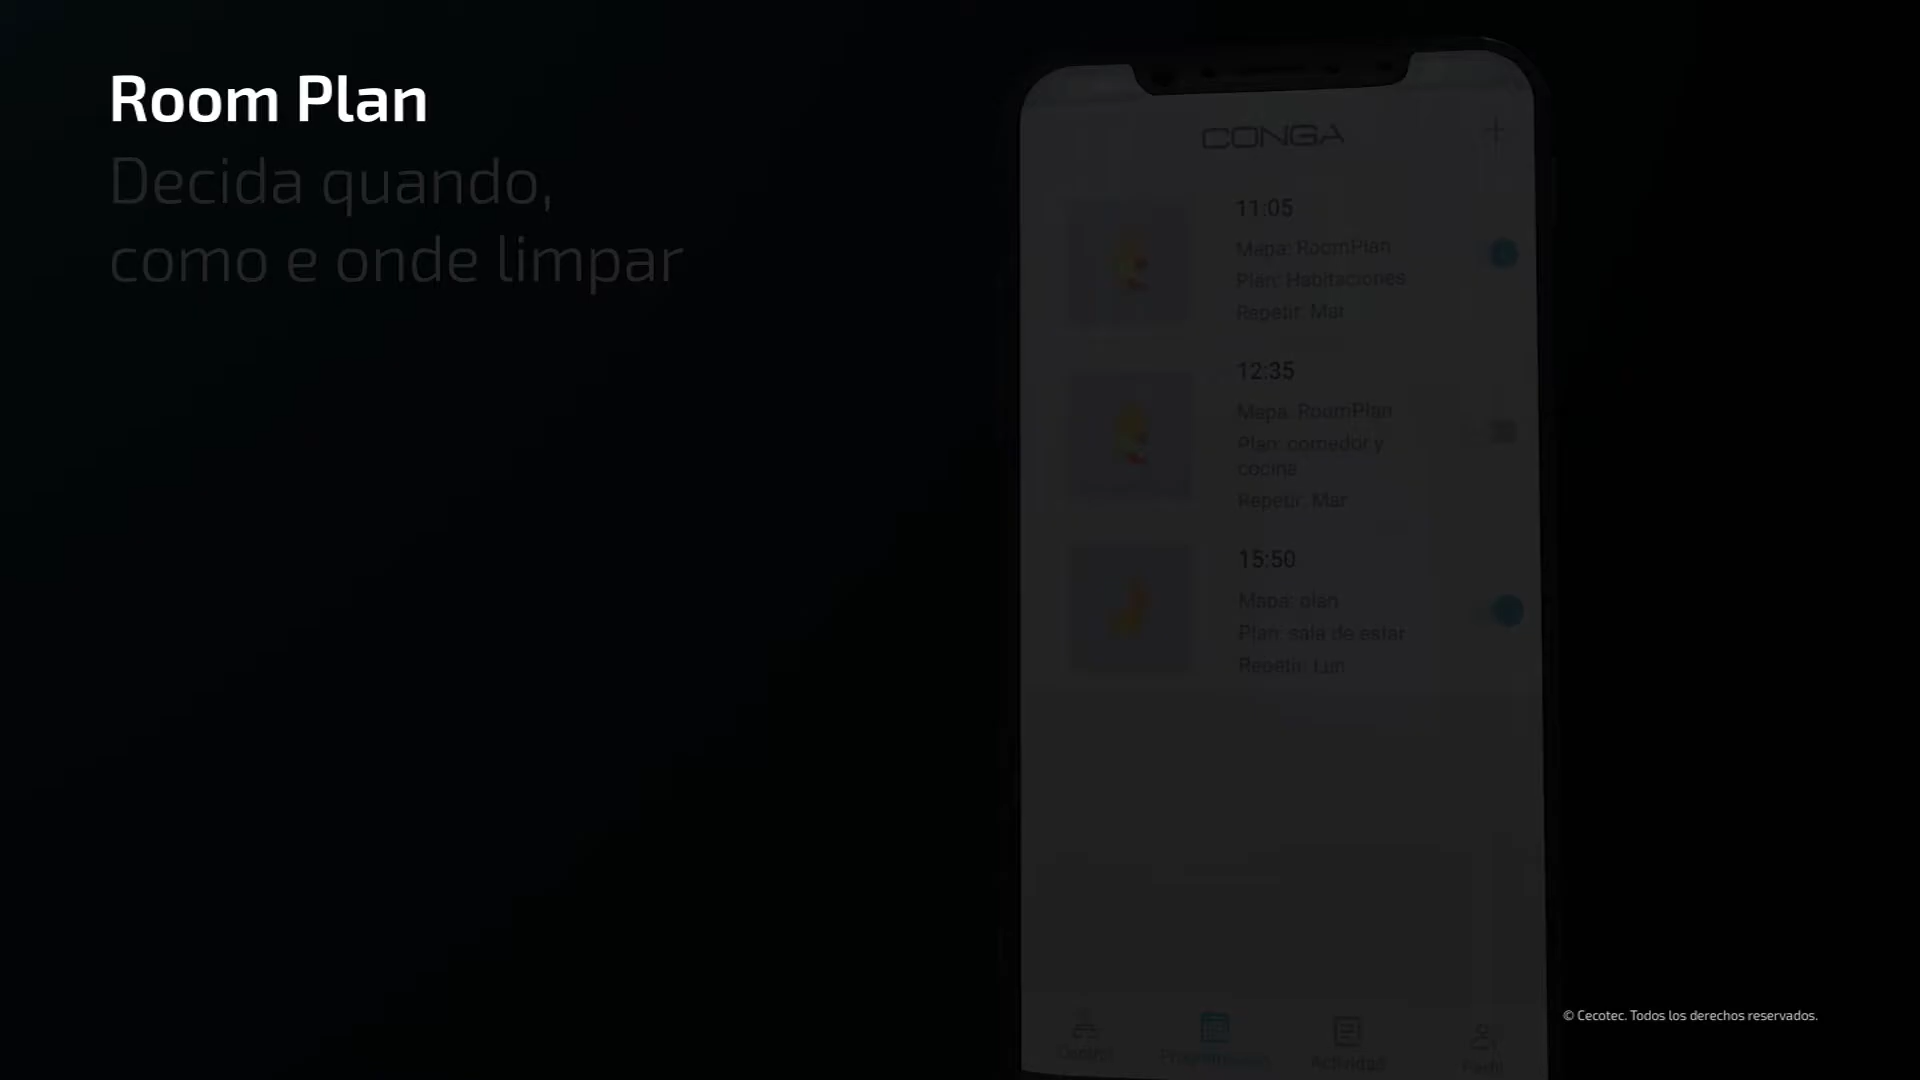 Room Plan
Decida quando,
como e onde limpar
CONGA
11:05
Mapa: RoomPlan
Plan: Habitaciones
Repetir: Mar
12:35
Mapa: RoomPlan
Plan: comedor y
cocina
Repetir: Mar
15:50
Mapa: plan
Plan: sala de estar
Repetir: Lun
Actividad
Perfil
© Cecotec. Todos los derechos reservados.